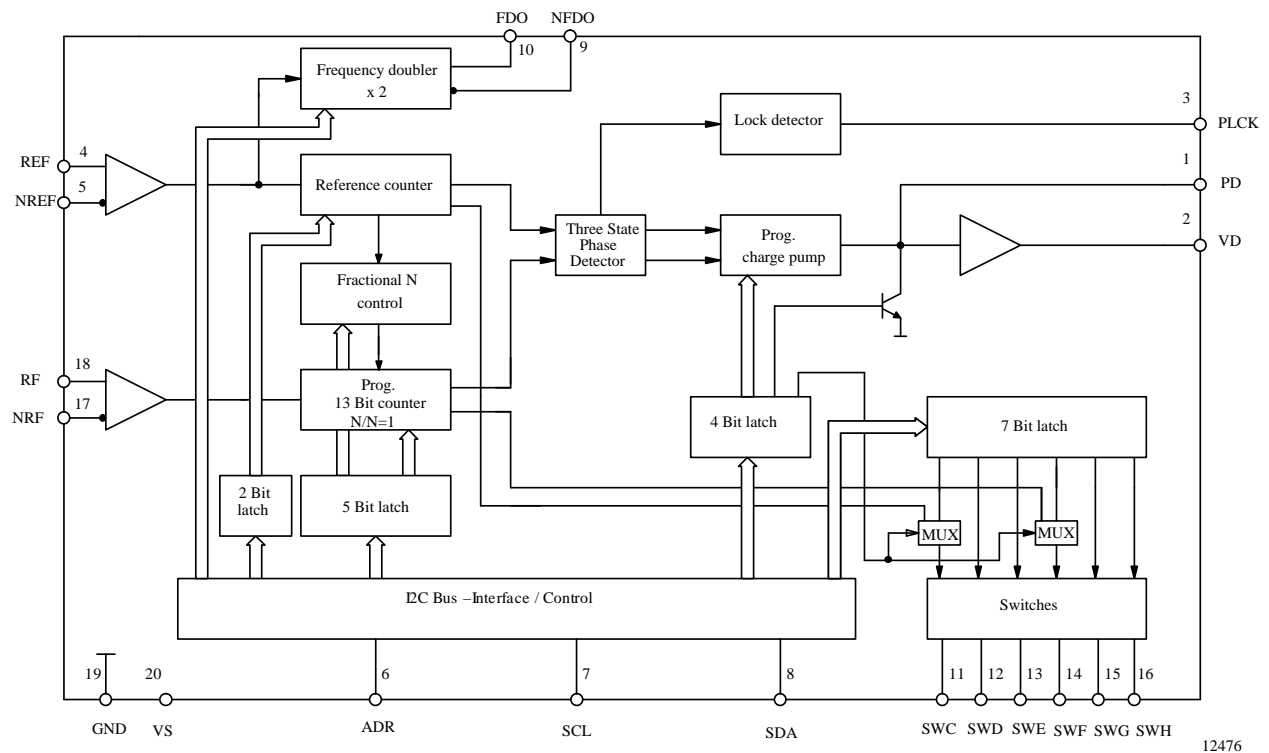 FDO
NFDO
10
9
Frequency doubler
x 2
3
Lock detector
PLCK
4
REF
1
5
Reference counter
PD
NREF
2
Three State
Phase
Detector
Prog.
charge pump
VD
Fractional N
control
18
RF
17
Prog.
13 Bit counter
N/N=1
NRF
4 Bit latch
7 Bit latch
2 Bit
latch
5 Bit latch
MUX
MUX
I2C Bus –Interface / Control
Switches
19
20
6
7
8
11
12
13
14
15
16
GND
VS
ADR
SCL
SDA
SWC
SWD
SWE
SWF
SWG
SWH
12476